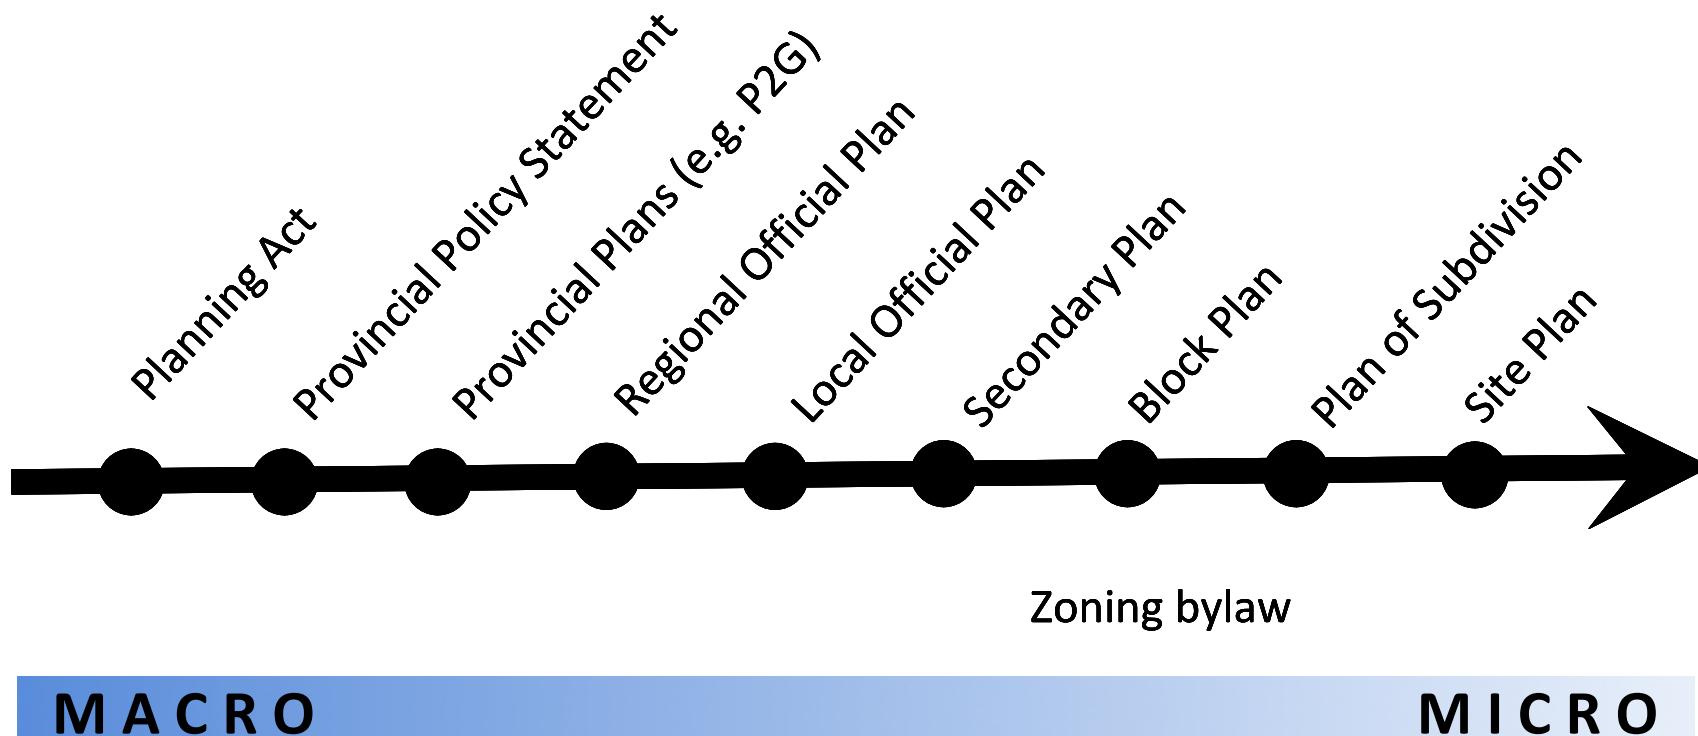 Planning Act
Provincial Policy Statement
Provincial Plans (e.g. P2G)
Regional Official Plan
Local Official Plan
Secondary Plan
Block Plan
Plan of Subdivision
Site Plan
Zoning bylaw
MACRO
MICRO